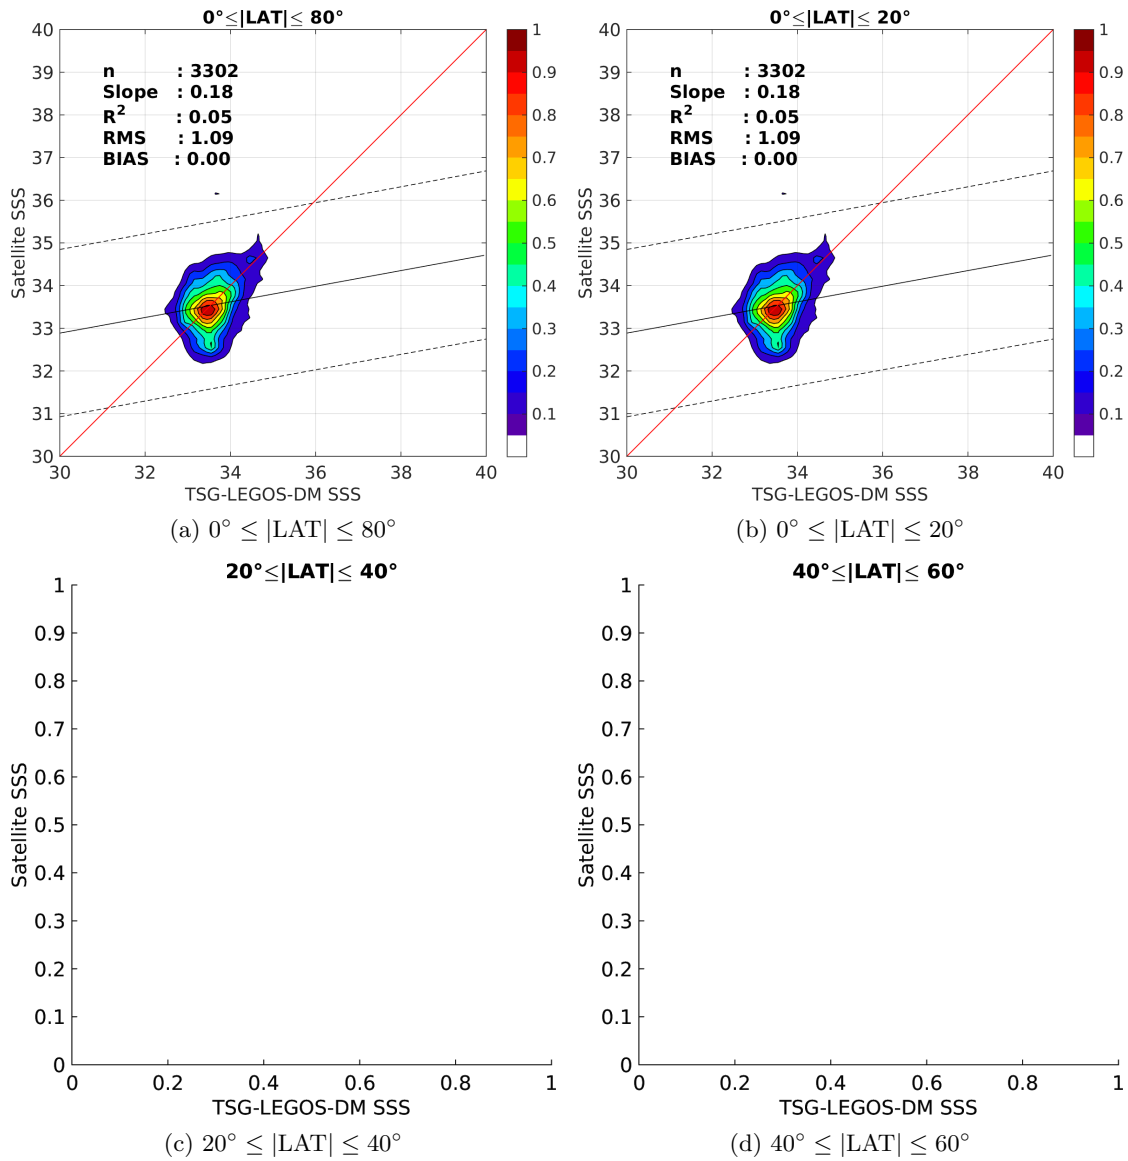 0°≤|LAT|≤ 80°
40
39
38
37
36
35
34
33
32
31
30
30 32 34 36 38 40
n : 3302
Slope : 0.18
R² : 0.05
RMS : 1.09
BIAS : 0.00
Satellite SSS
TSG-LEGOS-DM SSS
1
0.9
0.8
0.7
0.6
0.5
0.4
0.3
0.2
0.1
(a) 0° ≤ |LAT| ≤ 80°
0°≤|LAT|≤ 20°
40
39
38
37
36
35
34
33
32
31
30
30 32 34 36 38 40
n : 3302
Slope : 0.18
R² : 0.05
RMS : 1.09
BIAS : 0.00
Satellite SSS
TSG-LEGOS-DM SSS
1
0.9
0.8
0.7
0.6
0.5
0.4
0.3
0.2
0.1
(b) 0° ≤ |LAT| ≤ 20°
20°≤|LAT|≤ 40°
1
0.9
0.8
0.7
0.6
0.5
0.4
0.3
0.2
0.1
0
0 0.2 0.4 0.6 0.8 1
Satellite SSS
TSG-LEGOS-DM SSS
(c) 20° ≤ |LAT| ≤ 40°
40°≤|LAT|≤ 60°
1
0.9
0.8
0.7
0.6
0.5
0.4
0.3
0.2
0.1
0
0 0.2 0.4 0.6 0.8 1
Satellite SSS
TSG-LEGOS-DM SSS
(d) 40° ≤ |LAT| ≤ 60°